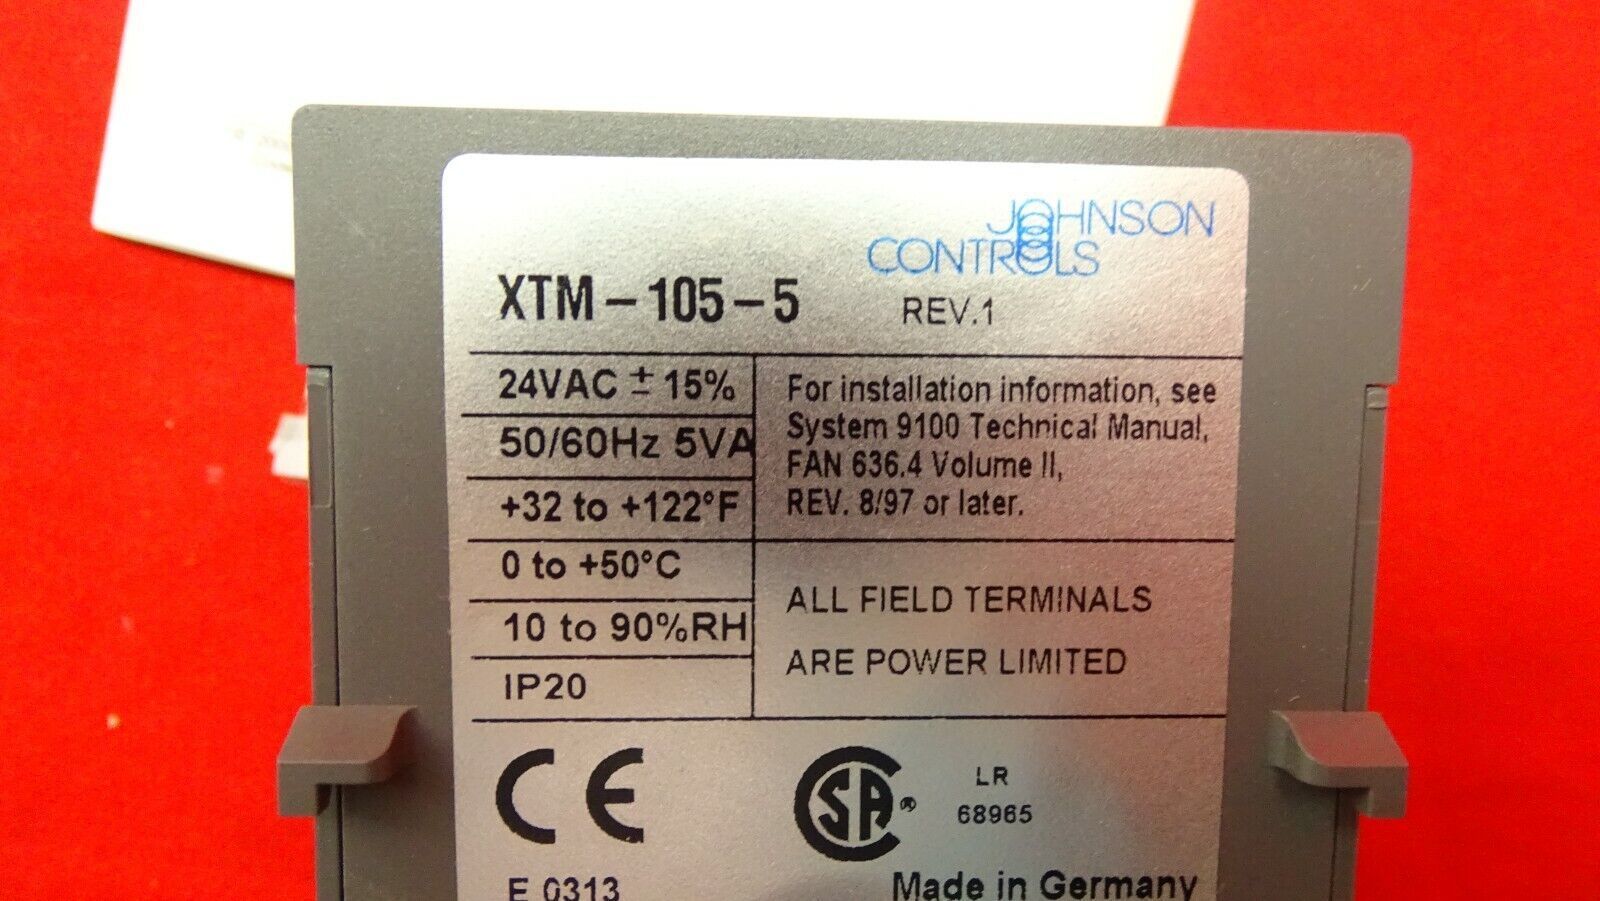 JOHNSON
CONTROLS
XTM-105-5 REV.1
24VAC ± 15%
50/60Hz 5VA
+32 to +122°F
0 to +50°C
10 to 90%RH
IP20
For installation information, see
System 9100 Technical Manual,
FAN 636.4 Volume II,
REV. 8/97 or later.
ALL FIELD TERMINALS
ARE POWER LIMITED
CE
SA®
LR
68965
E 0313
Made in Germany